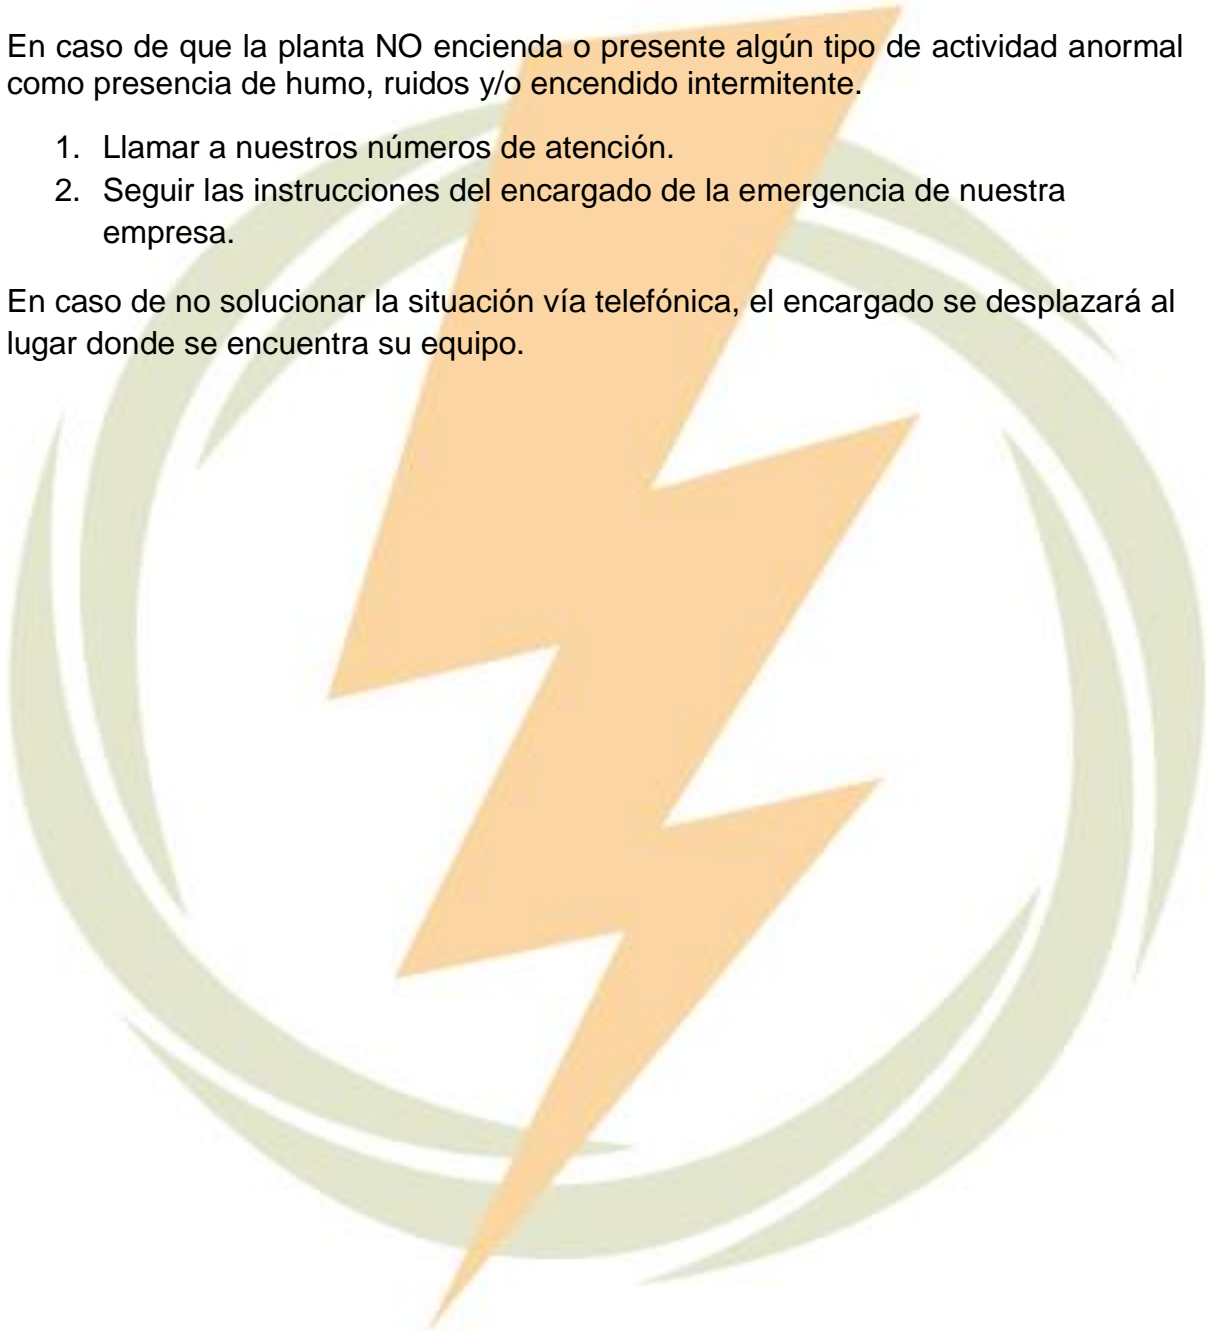 En caso de que la planta NO encienda o presente algún tipo de actividad anormal
como presencia de humo, ruidos y/o encendido intermitente.
1. Llamar a nuestros números de atención.
2. Seguir las instrucciones del encargado de la emergencia de nuestra
empresa.
En caso de no solucionar la situación vía telefónica, el encargado se desplazará al
lugar donde se encuentra su equipo.